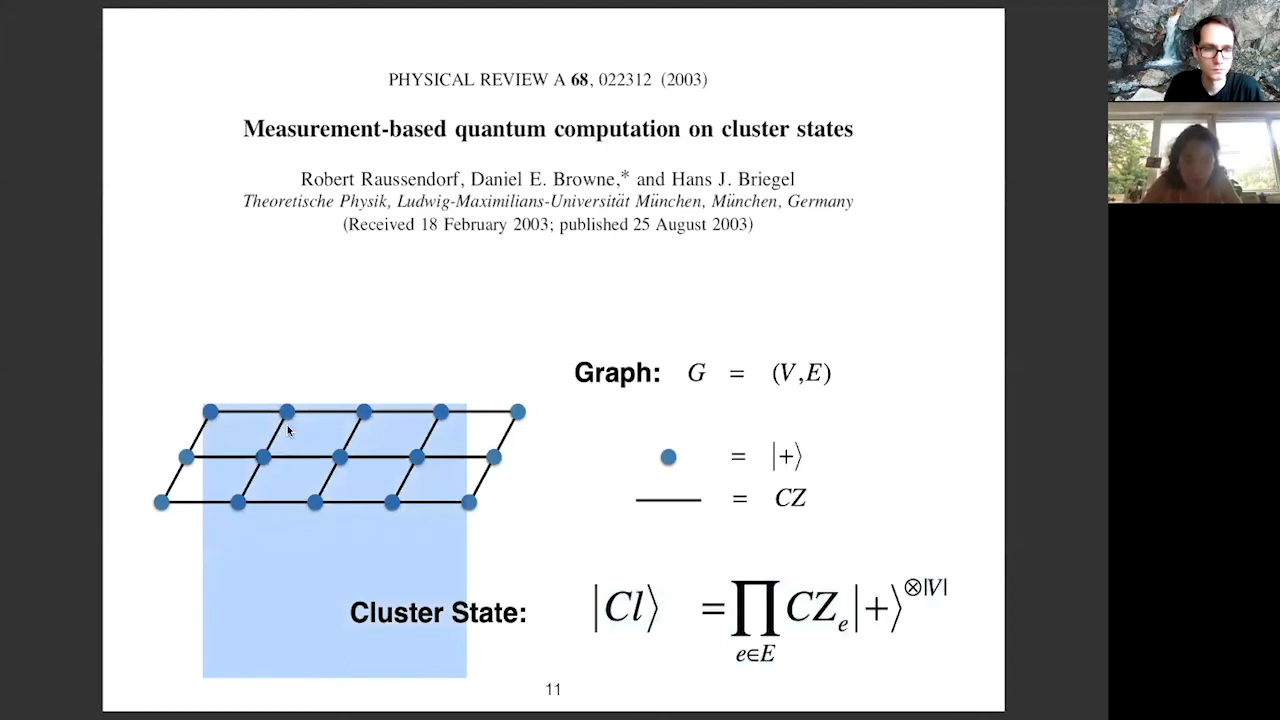 PHYSICAL REVIEW A 68, 022312 (2003)
Measurement-based quantum computation on cluster states
Robert Raussendorf, Daniel E. Browne,* and Hans J. Briegel
Theoretische Physik, Ludwig-Maximilians-Universität München, München, Germany
(Received 18 February 2003; published 25 August 2003)
Graph: G = (V,E)
= |+⟩
= CZ
Cluster State: |Cl⟩ = ∏_{e∈E} CZ_e |+⟩^{⊗|V|}
11